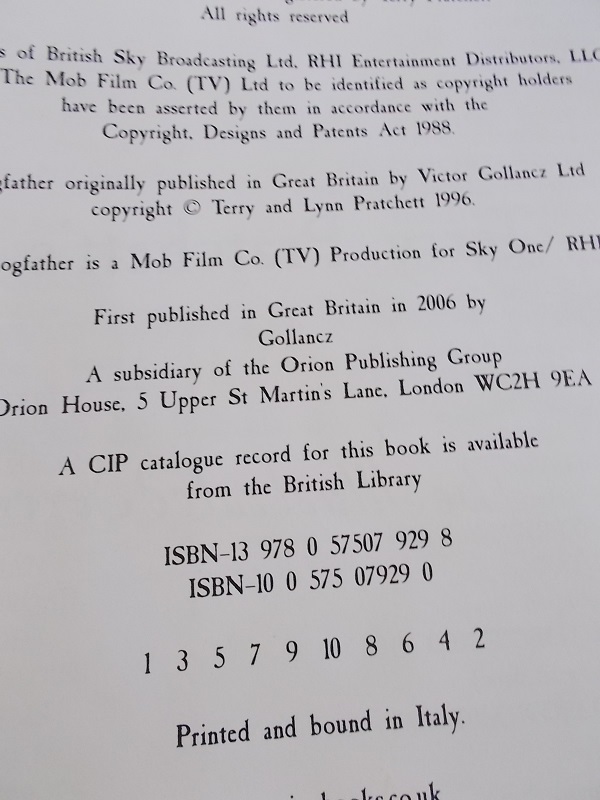 All rights reserved
of British Sky Broadcasting Ltd, RHI Entertainment Distributors, LLC
The Mob Film Co. (TV) Ltd to be identified as copyright holders
have been asserted by them in accordance with the
Copyright, Designs and Patents Act 1988.
gfather originally published in Great Britain by Victor Gollancz Ltd
copyright © Terry and Lynn Pratchett 1996.
ogfather is a Mob Film Co. (TV) Production for Sky One/ RHI
First published in Great Britain in 2006 by
Gollancz
A subsidiary of the Orion Publishing Group
Orion House, 5 Upper St Martin's Lane, London WC2H 9EA
A CIP catalogue record for this book is available
from the British Library
ISBN-13 978 0 57507 929 8
ISBN-10 0 575 07929 0
1 3 5 7 9 10 8 6 4 2
Printed and bound in Italy.